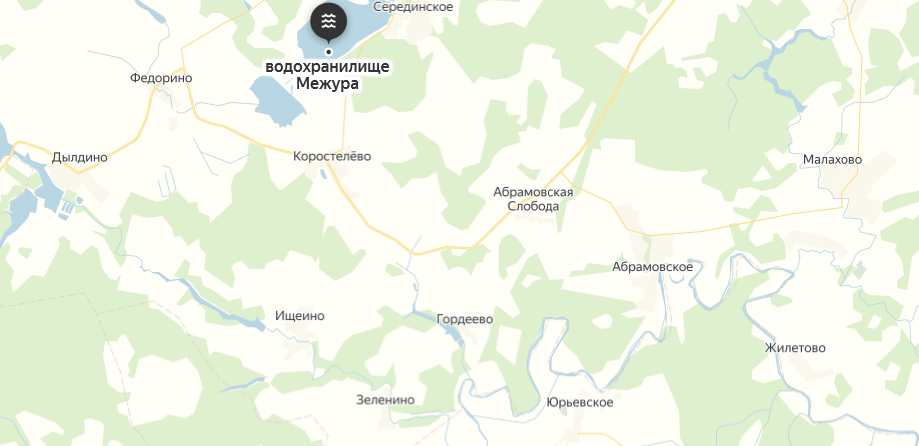 Серединское
водохранилище
Межура
Федорино
Дылдино
Коростелёво
Малахово
Абрамовская
Слобода
Абрамовское
Ищеино
Гордеево
Жилетово
Зеленино
Юрьевское